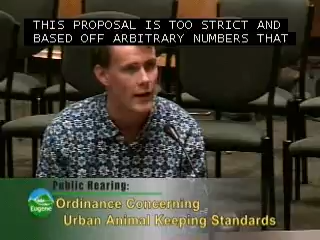 THIS PROPOSAL IS TOO STRICT AND
BASED OFF ARBITRARY NUMBERS THAT
Public Hearing:
Ordinance Concerning
Urban Animal Keeping Standards
Eugene